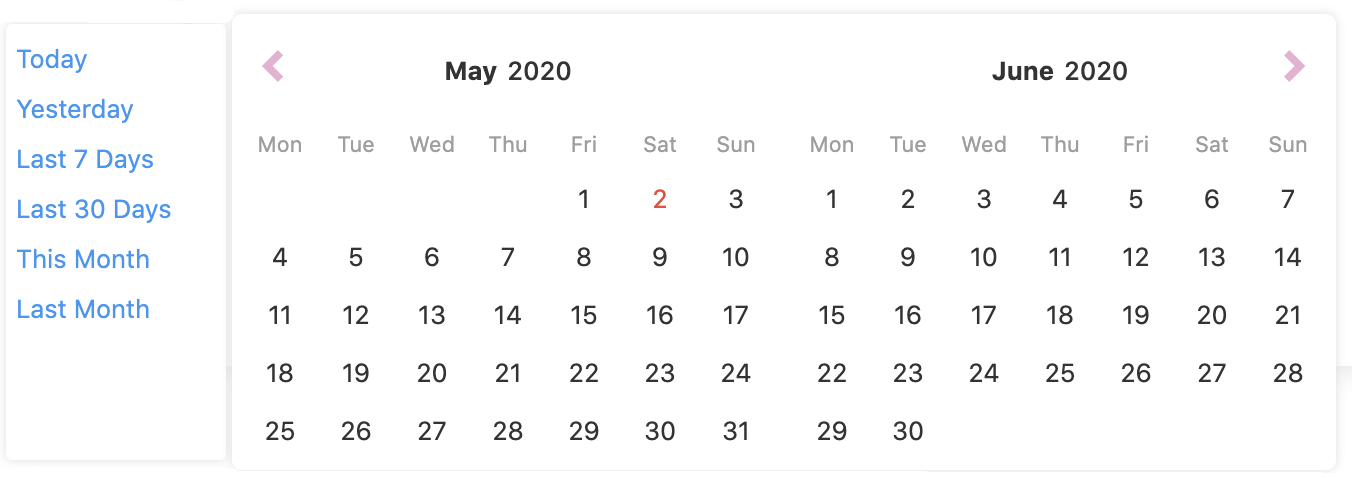 Today
Yesterday
Last 7 Days
Last 30 Days
This Month
Last Month
May 2020
Mon Tue Wed Thu Fri Sat Sun
1 2 3
4 5 6 7 8 9 10
11 12 13 14 15 16 17
18 19 20 21 22 23 24
25 26 27 28 29 30 31
June 2020
Mon Tue Wed Thu Fri Sat Sun
1 2 3 4 5 6 7
8 9 10 11 12 13 14
15 16 17 18 19 20 21
22 23 24 25 26 27 28
29 30